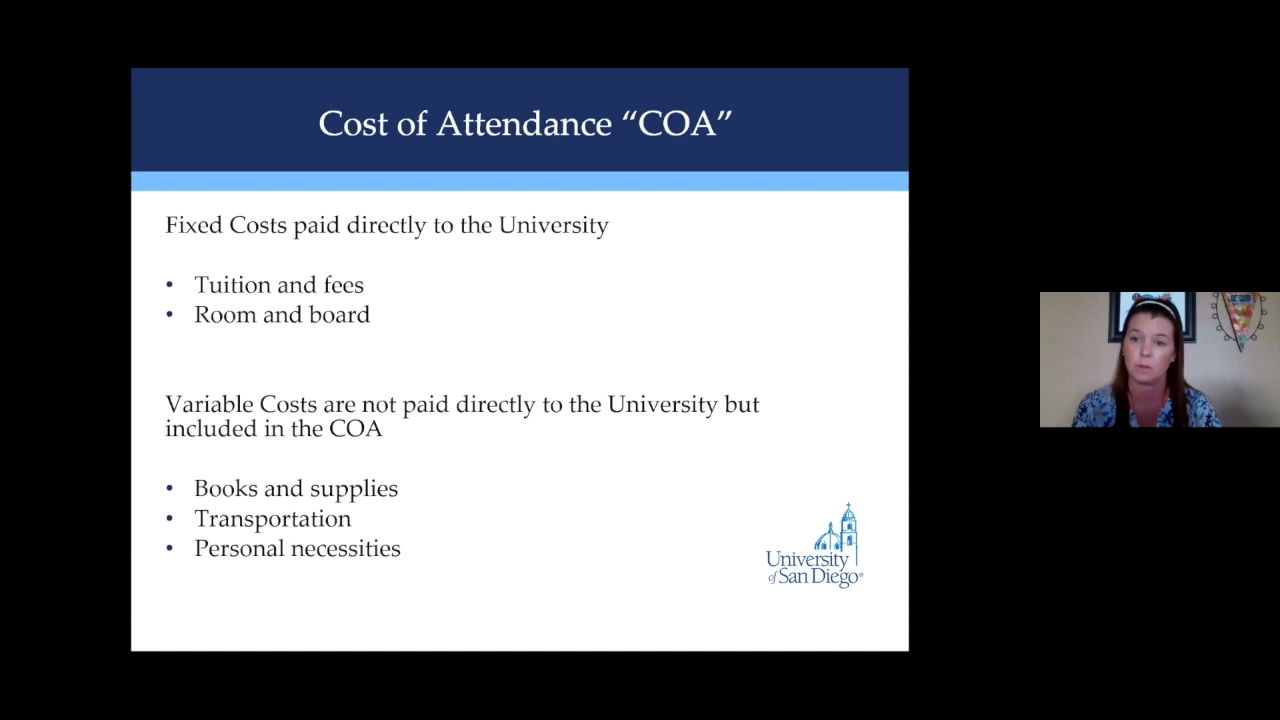 Cost of Attendance “COA”
Fixed Costs paid directly to the University
• Tuition and fees
• Room and board
Variable Costs are not paid directly to the University but
included in the COA
• Books and supplies
• Transportation
• Personal necessities
University
of San Diego®